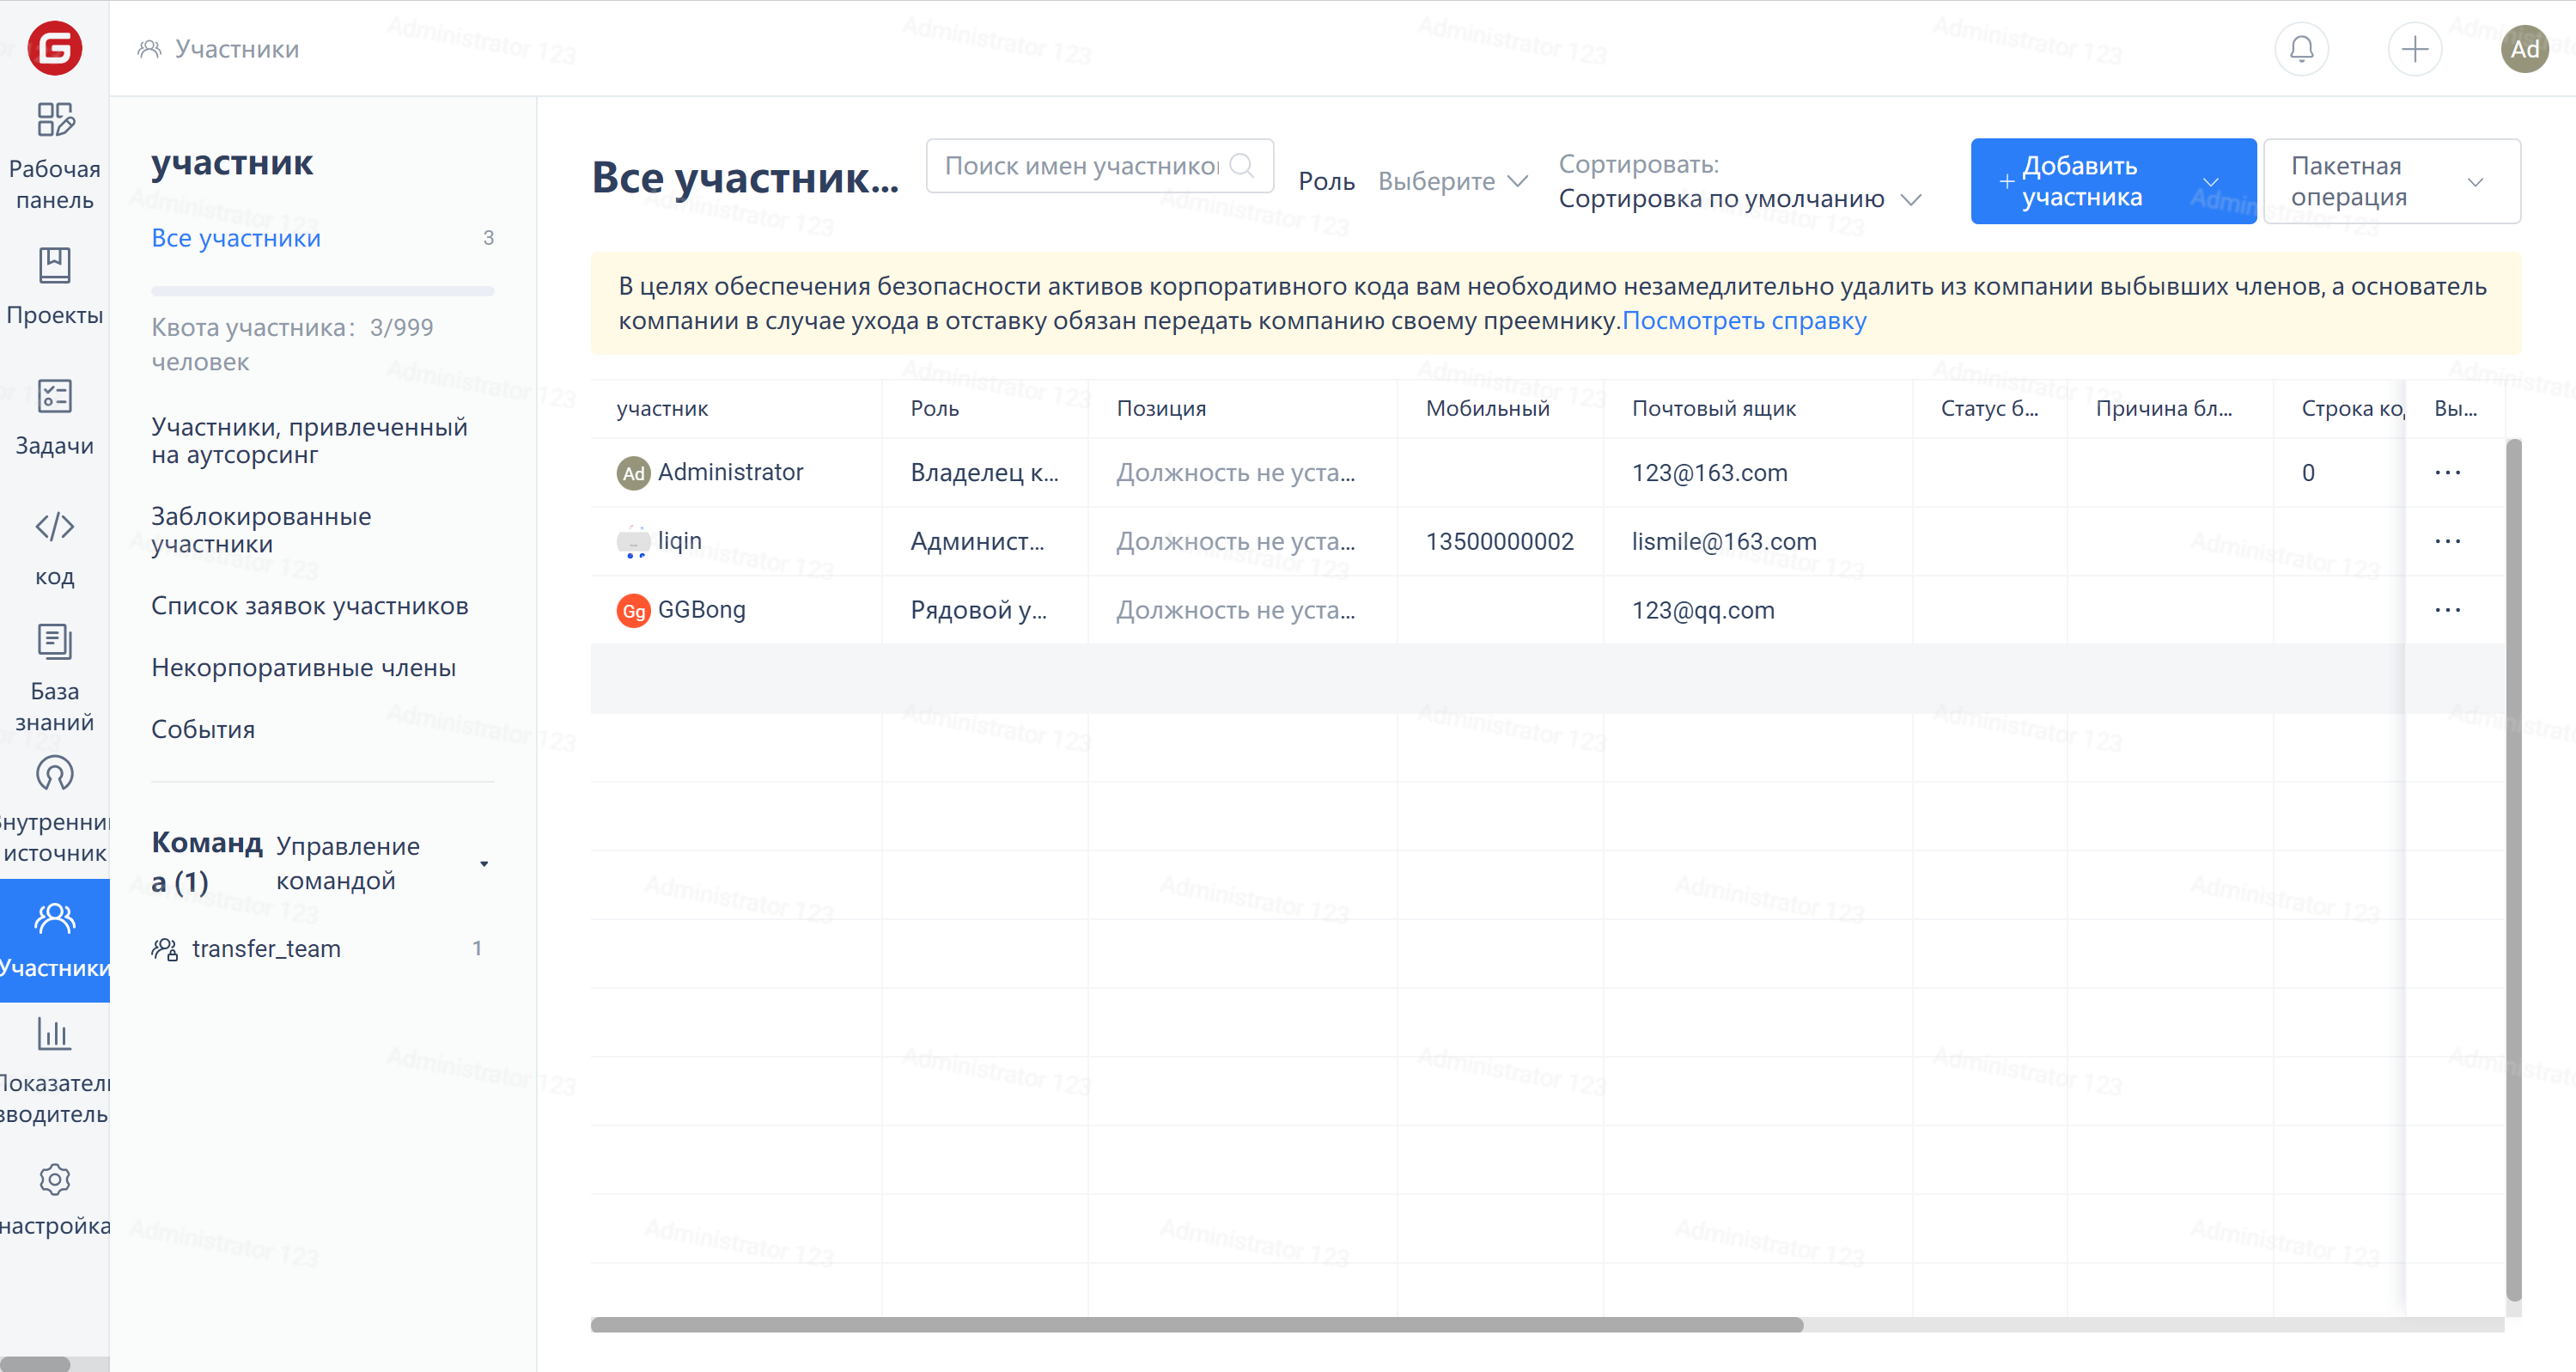 Участники
Ad
Рабочая
панель
Проекты
Задачи
код
База
знаний
источник
Участники
настройка
участник
Все участники 3
Квота участника: 3/999
человек
Участники, привлеченный
на аутсорсинг
Заблокированные
участники
Список заявок участников
Некорпоративные члены
События
Команд
а (1)
Управление
командой
transfer_team 1
Все участник...
Поиск имен участнико
Роль Выберите
Сортировать:
Сортировка по умолчанию
+ Добавить
участника
Пакетная
операция
В целях обеспечения безопасности активов корпоративного кода вам необходимо незамедлительно удалить из компании выбывших членов, а основатель
компании в случае ухода в отставку обязан передать компанию своему преемнику.Посмотреть справку
участник Роль Позиция Мобильный Почтовый ящик Статус б... Причина бл... Строка ко Вы...
Ad Administrator Владелец к... Должность не уста... 123@163.com 0 ...
liqin Админист... Должность не уста... 13500000002 lismile@163.com ...
Gg GGBong Рядовой у... Должность не уста... 123@qq.com ...
Administrator 123